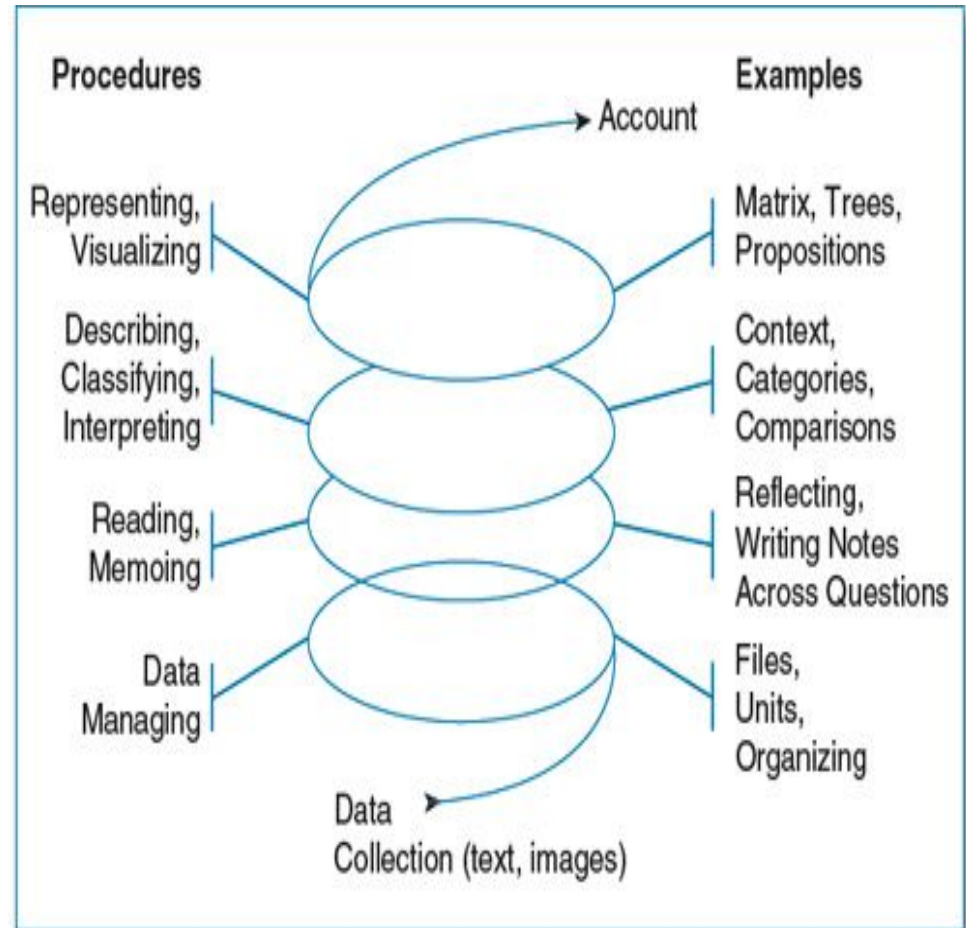 Procedures
Examples
Account
Representing,
Visualizing
Matrix, Trees,
Propositions
Describing,
Classifying,
Interpreting
Context,
Categories,
Comparisons
Reading,
Memoing
Reflecting,
Writing Notes
Across Questions
Data
Managing
Files,
Units,
Organizing
Data
Collection (text, images)